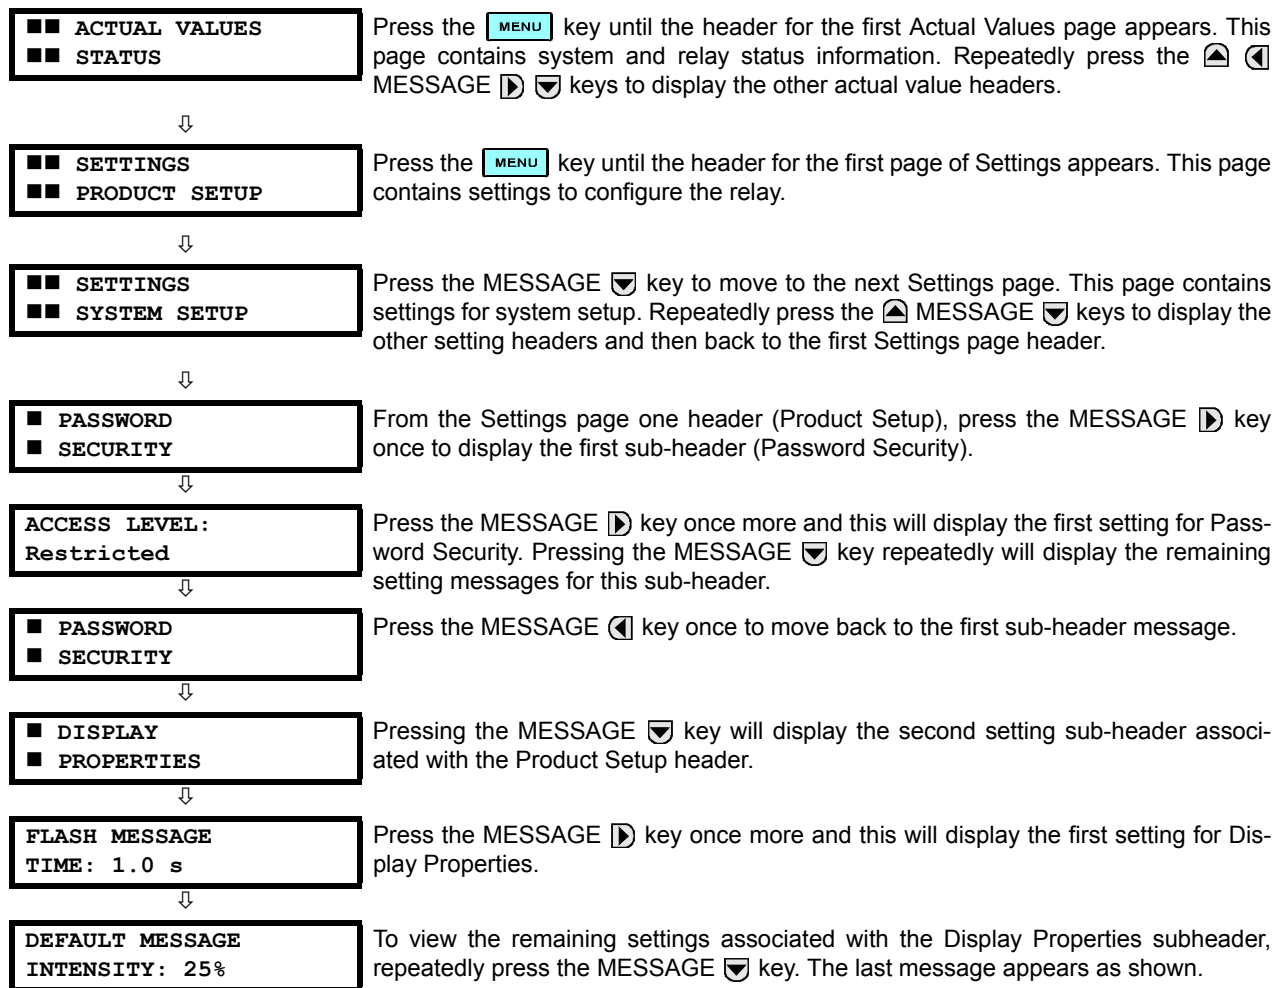 ■■ ACTUAL VALUES
■■ STATUS
Press the MENU key until the header for the first Actual Values page appears. This
page contains system and relay status information. Repeatedly press the ▲ ◀
MESSAGE ▶ ▼ keys to display the other actual value headers.
⇩
■■ SETTINGS
■■ PRODUCT SETUP
Press the MENU key until the header for the first page of Settings appears. This page
contains settings to configure the relay.
⇩
■■ SETTINGS
■■ SYSTEM SETUP
Press the MESSAGE ▼ key to move to the next Settings page. This page contains
settings for system setup. Repeatedly press the ▲ MESSAGE ▼ keys to display the
other setting headers and then back to the first Settings page header.
⇩
■ PASSWORD
■ SECURITY
From the Settings page one header (Product Setup), press the MESSAGE ▶ key
once to display the first sub-header (Password Security).
⇩
ACCESS LEVEL:
Restricted
Press the MESSAGE ▶ key once more and this will display the first setting for Pass-
word Security. Pressing the MESSAGE ▼ key repeatedly will display the remaining
setting messages for this sub-header.
⇩
■ PASSWORD
■ SECURITY
Press the MESSAGE ◀ key once to move back to the first sub-header message.
⇩
■ DISPLAY
■ PROPERTIES
Pressing the MESSAGE ▼ key will display the second setting sub-header associ-
ated with the Product Setup header.
⇩
FLASH MESSAGE
TIME: 1.0 s
Press the MESSAGE ▶ key once more and this will display the first setting for Dis-
play Properties.
⇩
DEFAULT MESSAGE
INTENSITY: 25%
To view the remaining settings associated with the Display Properties subheader,
repeatedly press the MESSAGE ▼ key. The last message appears as shown.